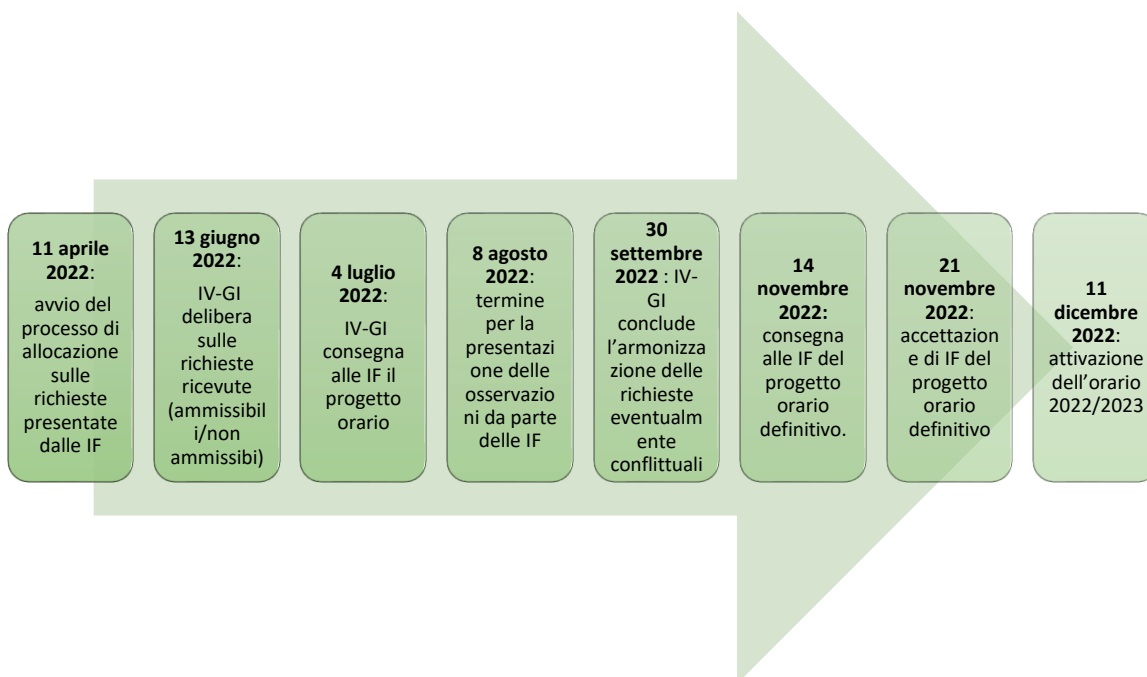 11 aprile
2022:
avvio del
processo di
allocazione
sulle
richieste
presentate
dalle IF
13 giugno
2022:
IV-GI
delibera
sulle
richieste
ricevute
(ammissibil
i/non
ammissibi)
4 luglio
2022:
IV-GI
consegna
alle IF il
progetto
orario
8 agosto
2022:
termine
per la
presentazi
one delle
osservazio
ni da parte
delle IF
30
settembre
2022 : IV-
GI
conclude
l’armonizza
zione delle
richieste
eventualm
ente
conflittuali
14
novembre
2022:
consegna
alle IF del
progetto
orario
definitivo.
21
novembre
2022:
accettazion
e di IF del
progetto
orario
definitivo
11
dicembre
2022:
attivazione
dell’orario
2022/2023